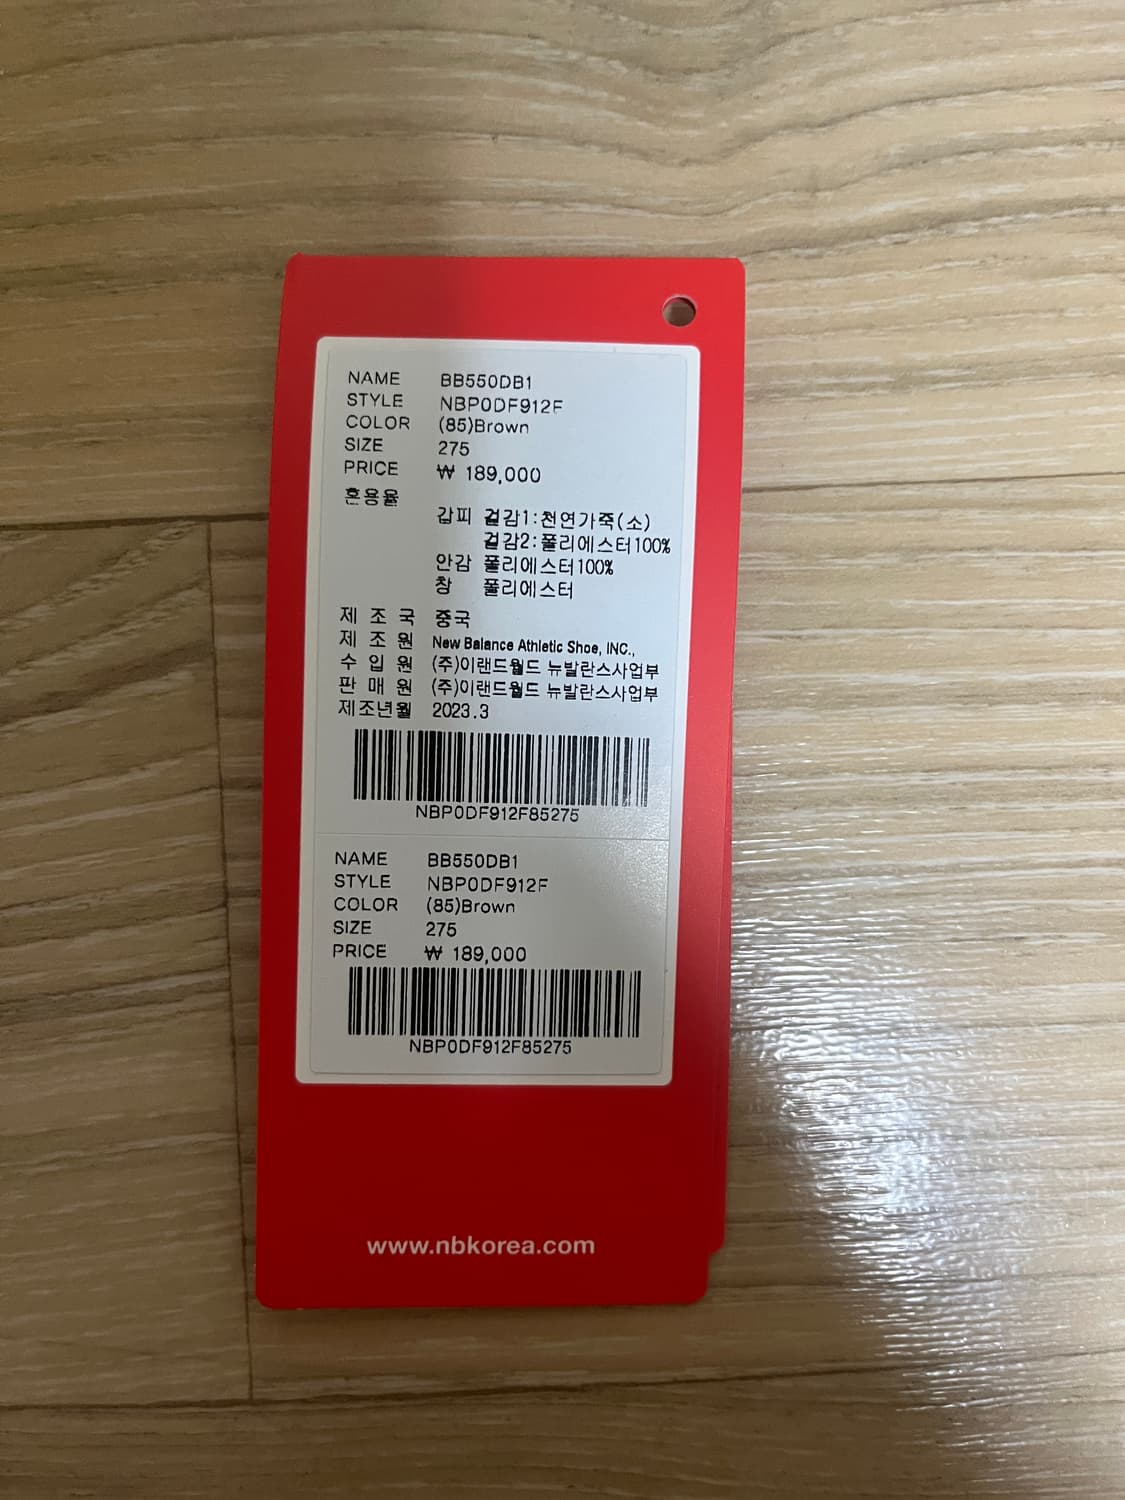 NAME BB550DB1
STYLE NBP0DF912F
COLOR (85)Brown
SIZE 275
PRICE ₩ 189,000
혼용율
갑피 겉감1:천연가죽(소)
겉감2:폴리에스터100%
안감 폴리에스터100%
창 폴리에스터
제 조 국 중국
제 조 원 New Balance Athletic Shoe, INC.,
수 입 원 (주)이랜드월드 뉴발란스사업부
판 매 원 (주)이랜드월드 뉴발란스사업부
제조년월 2023.3
NBP0DF912F85275
NAME BB550DB1
STYLE NBP0DF912F
COLOR (85)Brown
SIZE 275
PRICE ₩ 189,000
NBP0DF912F85275
www.nbkorea.com